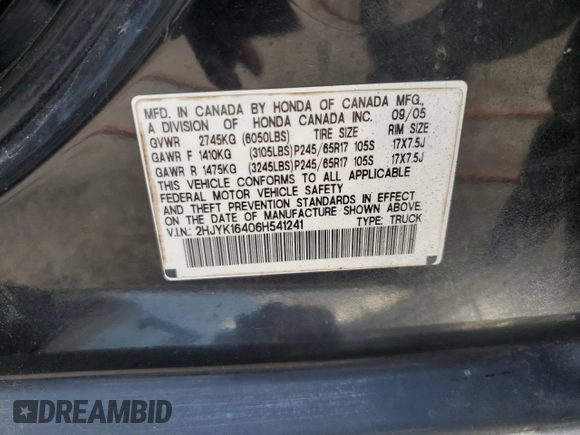 MFD. IN CANADA BY HONDA OF CANADA MFG.,
A DIVISION OF HONDA CANADA INC. 09/05
GVWR 2745KG (6050LBS) TIRE SIZE RIM SIZE
GAWR F 1410KG (3105LBS) P245/65R17 105S 17X7.5J
GAWR R 1475KG (3245LBS) P245/65R17 105S 17X7.5J
THIS VEHICLE CONFORMS TO ALL APPLICABLE
FEDERAL MOTOR VEHICLE SAFETY
AND THEFT PREVENTION STANDARDS IN EFFECT
ON THE DATE OF MANUFACTURE SHOWN ABOVE.
V.I.N.: 2HJYK16406H541241 TYPE: TRUCK
DREAMBID